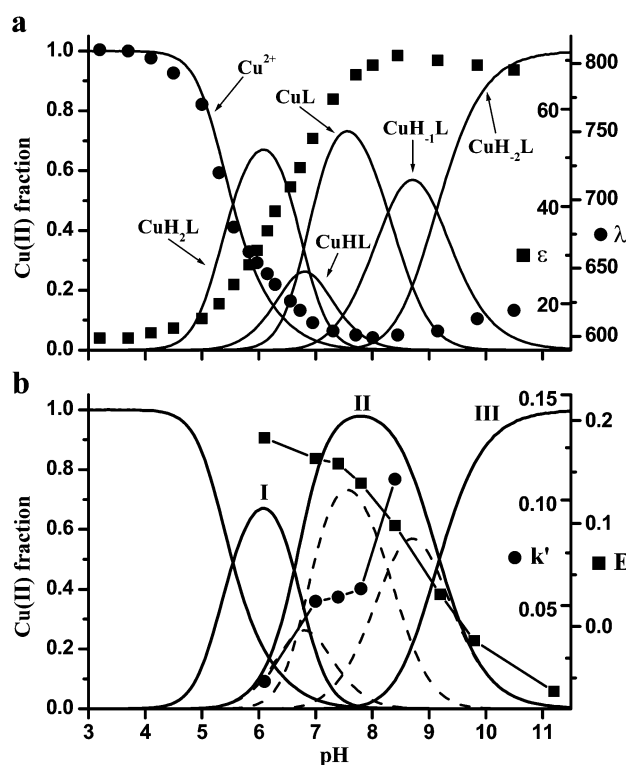 a
1.0
0.8
0.6
0.4
0.2
0.0
Cu(II) fraction
Cu²⁺
CuH₂L
CuL
CuHL
CuH₋₁L
CuH₋₂L
800
750
700
650
600
60
40
20
ε
λ
b
1.0
0.8
0.6
0.4
0.2
0.0
Cu(II) fraction
I
II
III
0.15
0.10
0.05
k'
0.2
0.1
0.0
E
3 4 5 6 7 8 9 10 11
pH